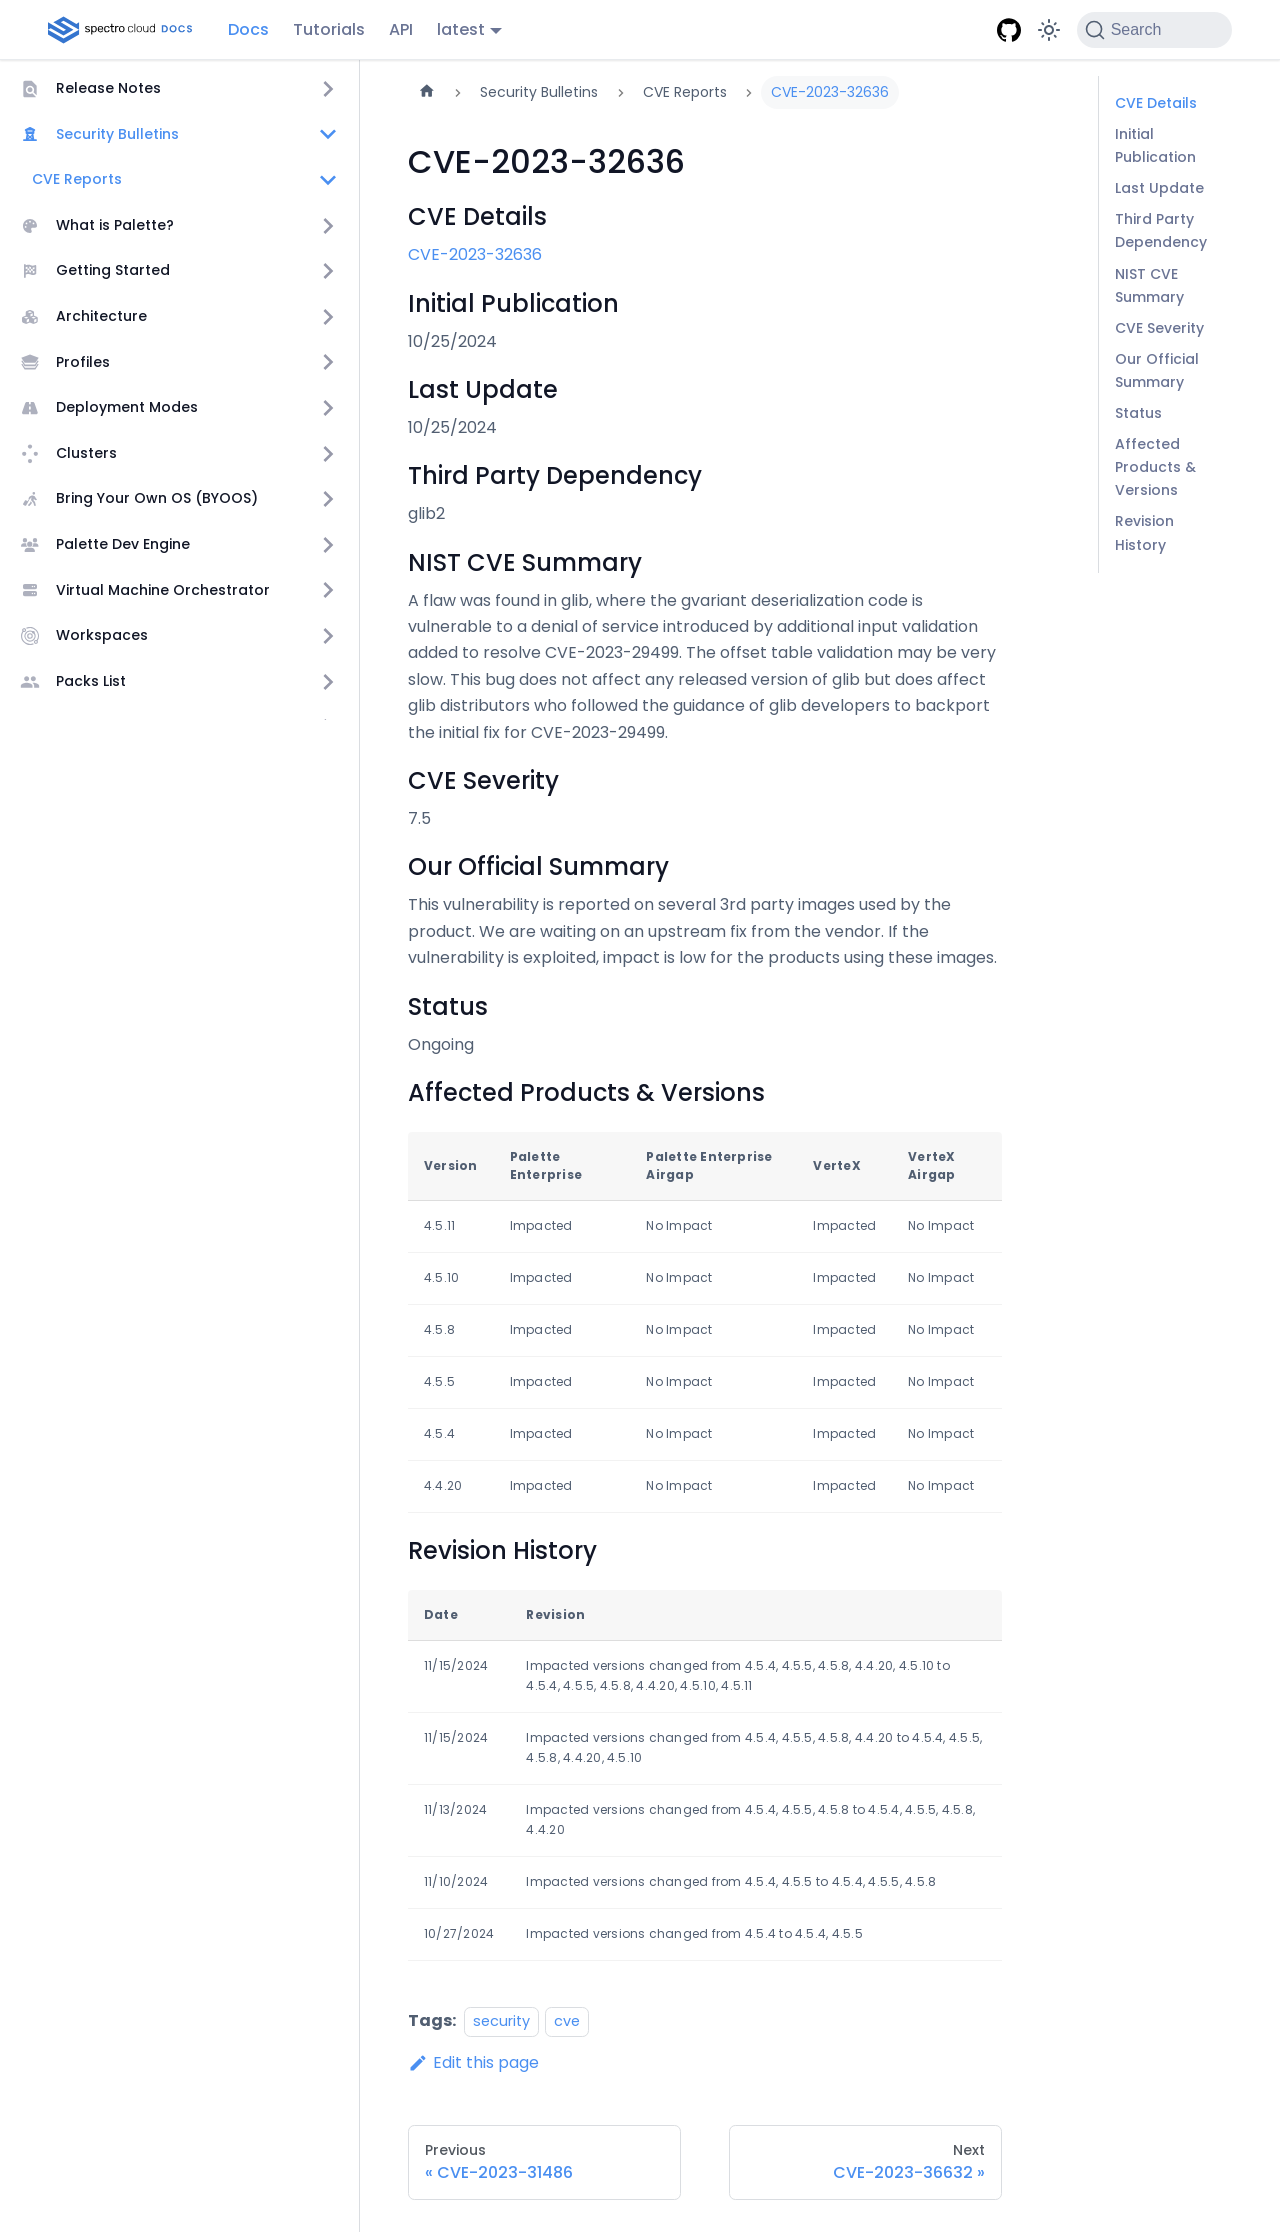 spectro cloud DOCS
Docs
Tutorials
API
latest
Search
Release Notes
Security Bulletins
CVE Reports
What is Palette?
Getting Started
Architecture
Profiles
Deployment Modes
Clusters
Bring Your Own OS (BYOOS)
Palette Dev Engine
Virtual Machine Orchestrator
Workspaces
Packs List
Security Bulletins
CVE Reports
CVE-2023-32636
CVE-2023-32636
CVE Details
CVE-2023-32636
Initial Publication
10/25/2024
Last Update
10/25/2024
Third Party Dependency
glib2
NIST CVE Summary
A flaw was found in glib, where the gvariant deserialization code is
vulnerable to a denial of service introduced by additional input validation
added to resolve CVE-2023-29499. The offset table validation may be very
slow. This bug does not affect any released version of glib but does affect
glib distributors who followed the guidance of glib developers to backport
the initial fix for CVE-2023-29499.
CVE Severity
7.5
Our Official Summary
This vulnerability is reported on several 3rd party images used by the
product. We are waiting on an upstream fix from the vendor. If the
vulnerability is exploited, impact is low for the products using these images.
Status
Ongoing
Affected Products & Versions
Version Palette Enterprise Palette Enterprise Airgap VerteX VerteX Airgap
4.5.11 Impacted No Impact Impacted No Impact
4.5.10 Impacted No Impact Impacted No Impact
4.5.8 Impacted No Impact Impacted No Impact
4.5.5 Impacted No Impact Impacted No Impact
4.5.4 Impacted No Impact Impacted No Impact
4.4.20 Impacted No Impact Impacted No Impact
Revision History
Date Revision
11/15/2024 Impacted versions changed from 4.5.4, 4.5.5, 4.5.8, 4.4.20, 4.5.10 to
4.5.4, 4.5.5, 4.5.8, 4.4.20, 4.5.10, 4.5.11
11/15/2024 Impacted versions changed from 4.5.4, 4.5.5, 4.5.8, 4.4.20 to 4.5.4, 4.5.5,
4.5.8, 4.4.20, 4.5.10
11/13/2024 Impacted versions changed from 4.5.4, 4.5.5, 4.5.8 to 4.5.4, 4.5.5, 4.5.8,
4.4.20
11/10/2024 Impacted versions changed from 4.5.4, 4.5.5 to 4.5.4, 4.5.5, 4.5.8
10/27/2024 Impacted versions changed from 4.5.4 to 4.5.4, 4.5.5
Tags: security cve
Edit this page
Previous
« CVE-2023-31486
Next
CVE-2023-36632 »
CVE Details
Initial
Publication
Last Update
Third Party
Dependency
NIST CVE
Summary
CVE Severity
Our Official
Summary
Status
Affected
Products &
Versions
Revision
History